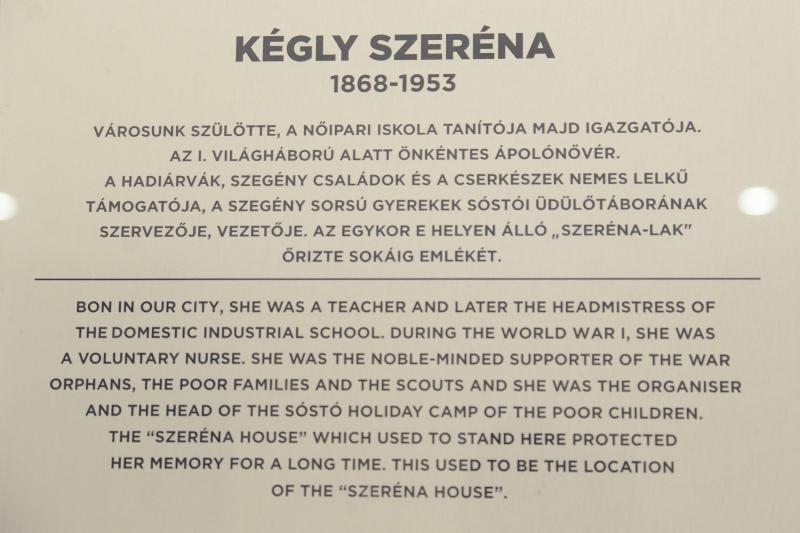 KÉGLY SZERÉNA
1868-1953
VÁROSUNK SZÜLÖTTE, A NŐIPARI ISKOLA TANÍTÓJA MAJD IGAZGATÓJA.
AZ I. VILÁGHÁBORÚ ALATT ÖNKÉNTES ÁPOLÓNŐVÉR.
A HADIÁRVÁK, SZEGÉNY CSALÁDOK ÉS A CSERKÉSZEK NEMES LELKŰ
TÁMOGATÓJA, A SZEGÉNY SORSÚ GYEREKEK SÓSTÓI ÜDÜLŐTÁBORÁNAK
SZERVEZŐJE, VEZETŐJE. AZ EGYKOR E HELYEN ÁLLÓ „SZERÉNA-LAK"
ŐRIZTE SOKÁIG EMLÉKÉT.
BON IN OUR CITY, SHE WAS A TEACHER AND LATER THE HEADMISTRESS OF
THE DOMESTIC INDUSTRIAL SCHOOL. DURING THE WORLD WAR I, SHE WAS
A VOLUNTARY NURSE. SHE WAS THE NOBLE-MINDED SUPPORTER OF THE WAR
ORPHANS, THE POOR FAMILIES AND THE SCOUTS AND SHE WAS THE ORGANISER
AND THE HEAD OF THE SÓSTÓ HOLIDAY CAMP OF THE POOR CHILDREN.
THE “SZERÉNA HOUSE” WHICH USED TO STAND HERE PROTECTED
HER MEMORY FOR A LONG TIME. THIS USED TO BE THE LOCATION
OF THE “SZERÉNA HOUSE”.